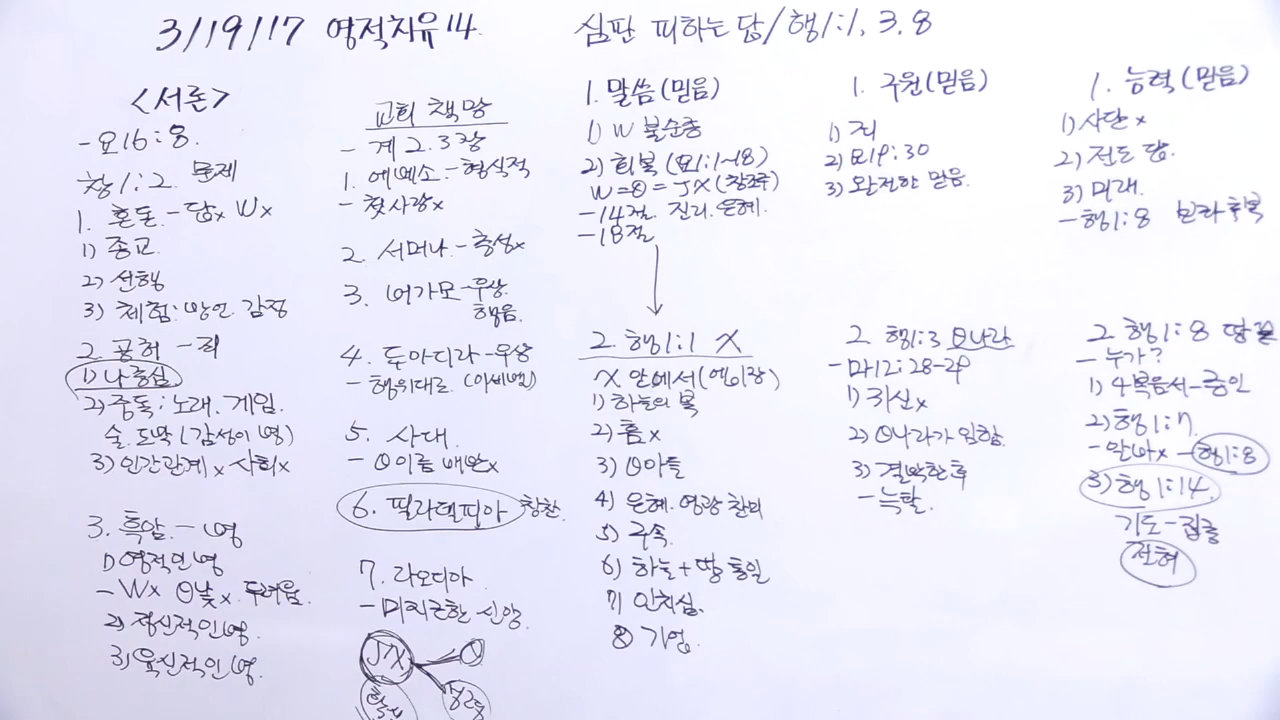 3/19/17 영적치유 14
심판 피하는 답/행1:1, 3. 8
<서론>
- 요16:8.
창1:2. 문제
1. 혼돈 - 답x Wx
1) 종교
2) 선행
3) 체험: 방언. 감정
2. 공허 - 죄
1) 나중심
2) 중독: 노래. 게임.
술. 도박 (감성이 병)
3) 인간관계x 사회x
3. 흑암 - 병
1) 영적인 병
- Wx 낯x. 두려움.
2) 정신적인 병.
3) 육신적인 병.
교회 책망
- 계 2. 3장
1. 에베소 - 형식적
- 첫사랑x
2. 서머나 - 충성x
3. 버가모 - 우상.
행음.
4. 두아디라 - 우상
- 행위대로. (이세벨)
5. 사데.
- 이름
6. 필라델피아 칭찬.
7. 라오디아
- 미지근한 신앙.
JX
1. 말씀 (믿음)
1) W 불순종
2) 회복 (요1:1~18)
W=⊙=JX (창조주)
- 14절. 진리. 은혜.
- 18절
2. 행1:1 X
X 안에서 (엡1장)
1) 하늘의 복
2) 흠x
3) ⊙아들
4) 은혜. 영광 찬미
5) 구속.
6) 하늘+땅 통일
7) 인치심.
8) 기업.
1. 구원 (믿음)
1) 죄
2) 요19:30
3) 완전한 믿음.
2. 행1:3 ⊙나라
- 마12:28-29
1) 귀신x
2) ⊙나라가 임함.
3) 결박한 후
- 늑탈.
1. 능력 (믿음)
1) 사단x
2) 전도 답.
3) 미래.
- 행1:8
2. 행1:8 땅끝
- 누가?
1) 4복음서 - 증인
2) 행1:7
- 행1:8
3) 행1:14.
기도 - 집중
전혀